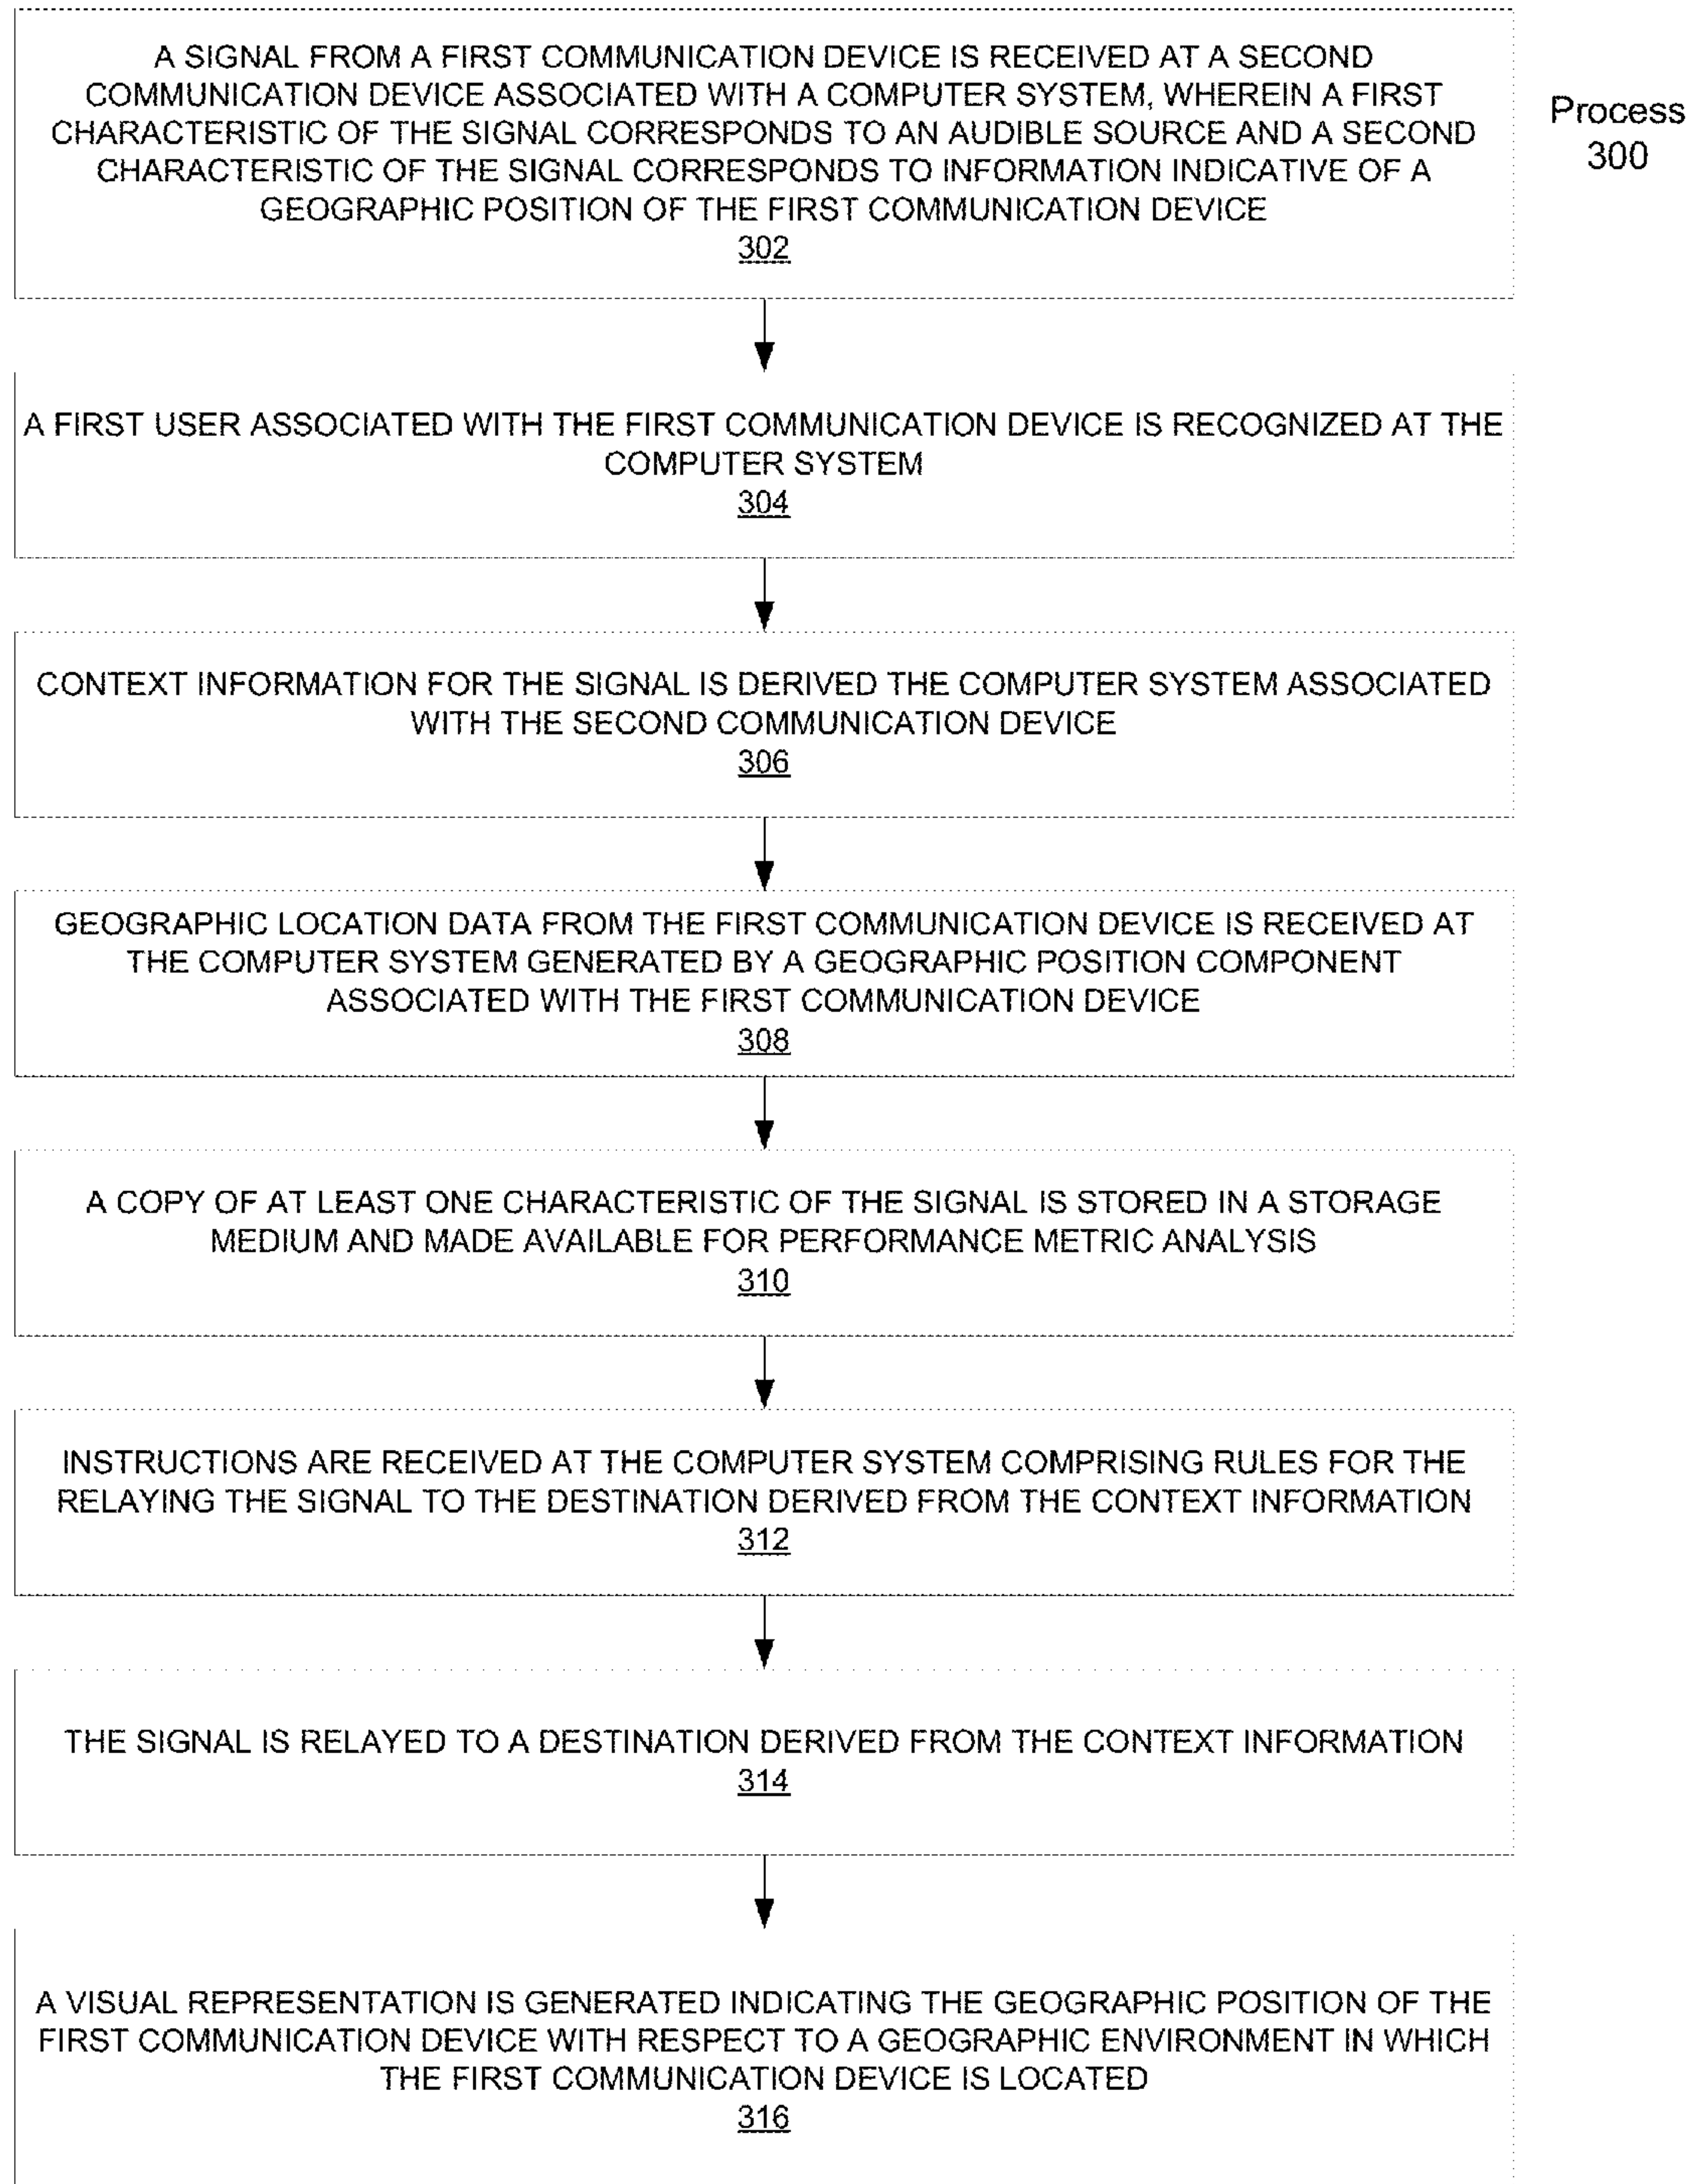 A SIGNAL FROM A FIRST COMMUNICATION DEVICE IS RECEIVED AT A SECOND
COMMUNICATION DEVICE ASSOCIATED WITH A COMPUTER SYSTEM, WHEREIN A FIRST
CHARACTERISTIC OF THE SIGNAL CORRESPONDS TO AN AUDIBLE SOURCE AND A SECOND
CHARACTERISTIC OF THE SIGNAL CORRESPONDS TO INFORMATION INDICATIVE OF A
GEOGRAPHIC POSITION OF THE FIRST COMMUNICATION DEVICE
302
Process
300
A FIRST USER ASSOCIATED WITH THE FIRST COMMUNICATION DEVICE IS RECOGNIZED AT THE
COMPUTER SYSTEM
304
CONTEXT INFORMATION FOR THE SIGNAL IS DERIVED THE COMPUTER SYSTEM ASSOCIATED
WITH THE SECOND COMMUNICATION DEVICE
306
GEOGRAPHIC LOCATION DATA FROM THE FIRST COMMUNICATION DEVICE IS RECEIVED AT
THE COMPUTER SYSTEM GENERATED BY A GEOGRAPHIC POSITION COMPONENT
ASSOCIATED WITH THE FIRST COMMUNICATION DEVICE
308
A COPY OF AT LEAST ONE CHARACTERISTIC OF THE SIGNAL IS STORED IN A STORAGE
MEDIUM AND MADE AVAILABLE FOR PERFORMANCE METRIC ANALYSIS
310
INSTRUCTIONS ARE RECEIVED AT THE COMPUTER SYSTEM COMPRISING RULES FOR THE
RELAYING THE SIGNAL TO THE DESTINATION DERIVED FROM THE CONTEXT INFORMATION
312
THE SIGNAL IS RELAYED TO A DESTINATION DERIVED FROM THE CONTEXT INFORMATION
314
A VISUAL REPRESENTATION IS GENERATED INDICATING THE GEOGRAPHIC POSITION OF THE
FIRST COMMUNICATION DEVICE WITH RESPECT TO A GEOGRAPHIC ENVIRONMENT IN WHICH
THE FIRST COMMUNICATION DEVICE IS LOCATED
316